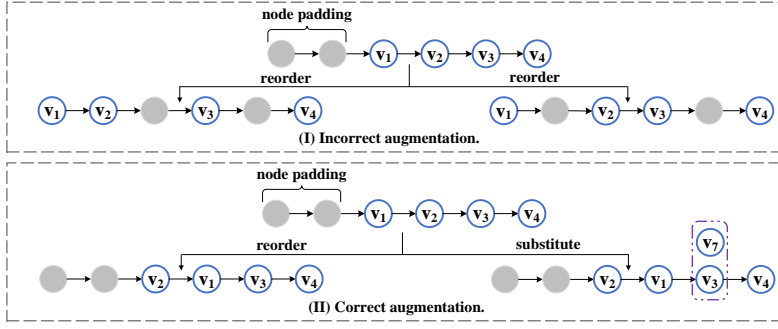 node padding
v1 v2 v3 v4
reorder reorder
v1 v2 v3 v4 v1 v2 v3 v4
(I) Incorrect augmentation.
node padding
v1 v2 v3 v4
reorder substitute
v7
v2 v1 v3 v4 v2 v1 v3 v4
(II) Correct augmentation.